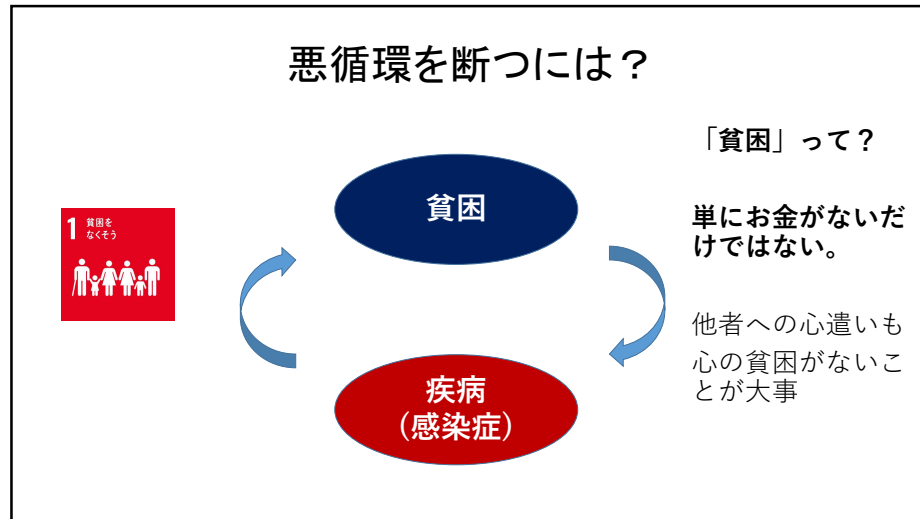 悪循環を断つには？
「貧困」って？
単にお金がないだ
けではない。
他者への心遣いも
心の貧困がないこ
とが大事
1 貧困を
なくそう
貧困
疾病
(感染症)